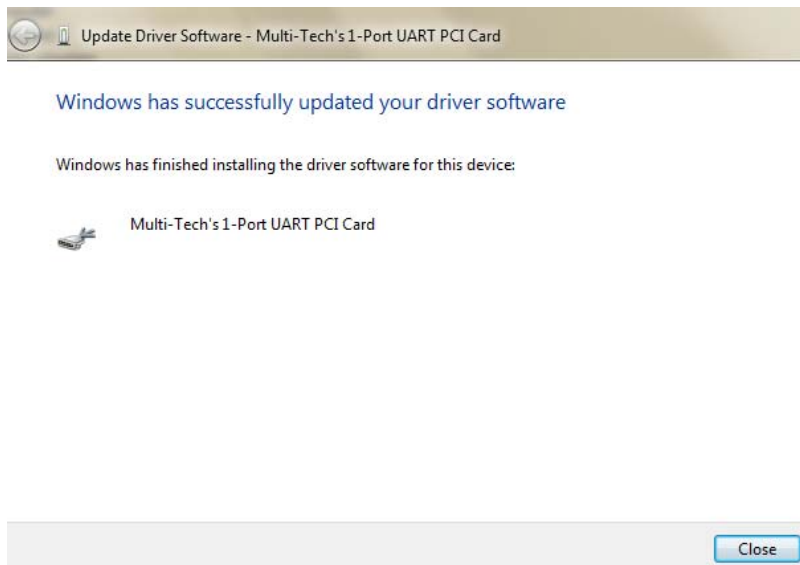 Update Driver Software - Multi-Tech's 1-Port UART PCI Card
Windows has successfully updated your driver software
Windows has finished installing the driver software for this device:
Multi-Tech's 1-Port UART PCI Card
Close